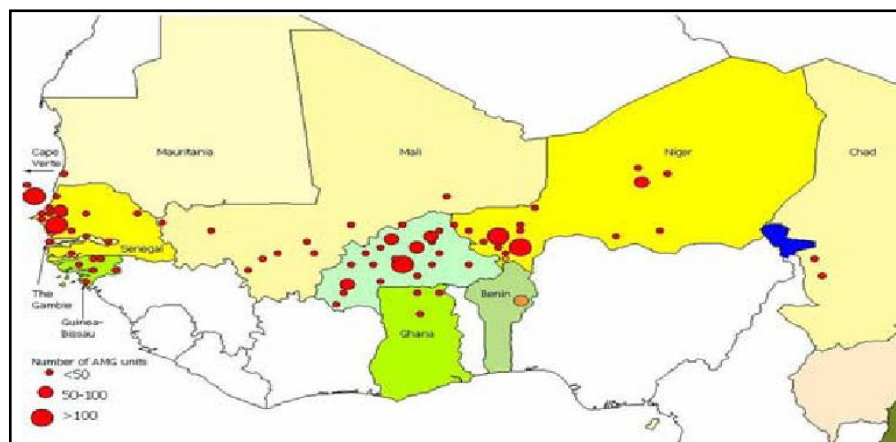 Cape
Verte
Mauritania
Mali
Niger
Chad
Senegal
The
Gambie
Guinea-
Bissau
Benin
Ghana
Number of AMG units
<50
50-100
>100